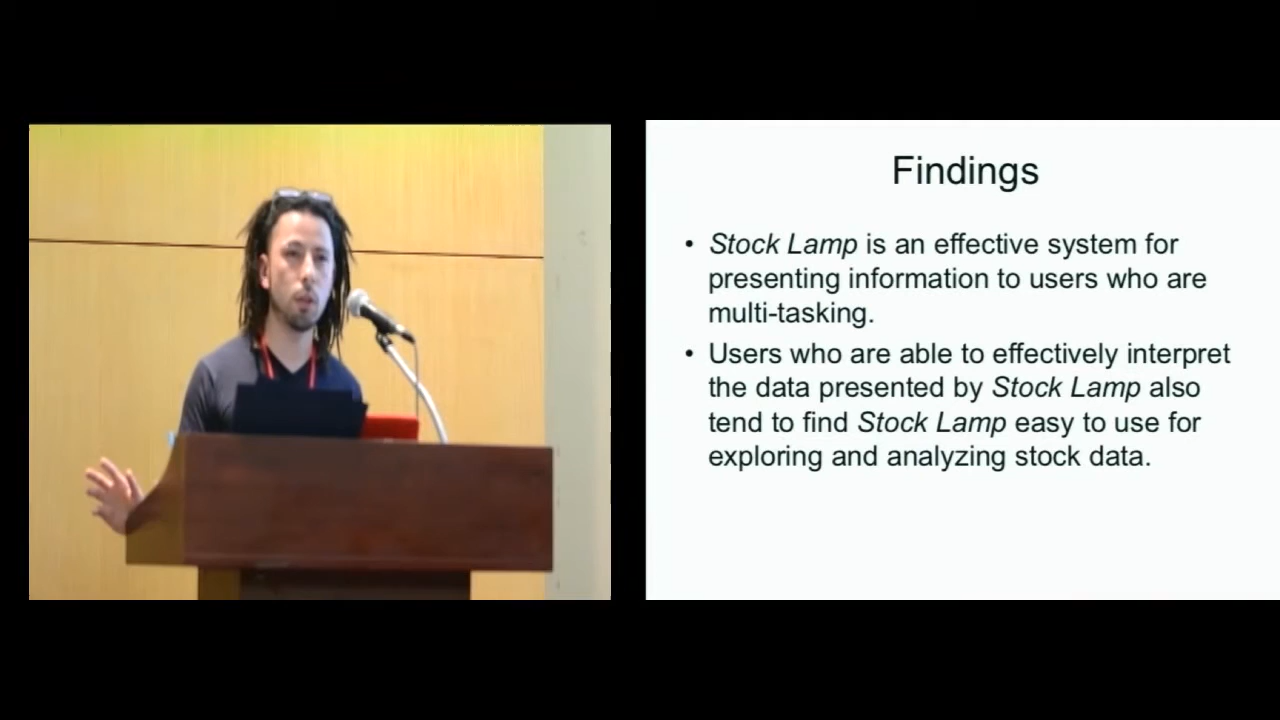 Findings
• Stock Lamp is an effective system for
presenting information to users who are
multi-tasking.
• Users who are able to effectively interpret
the data presented by Stock Lamp also
tend to find Stock Lamp easy to use for
exploring and analyzing stock data.